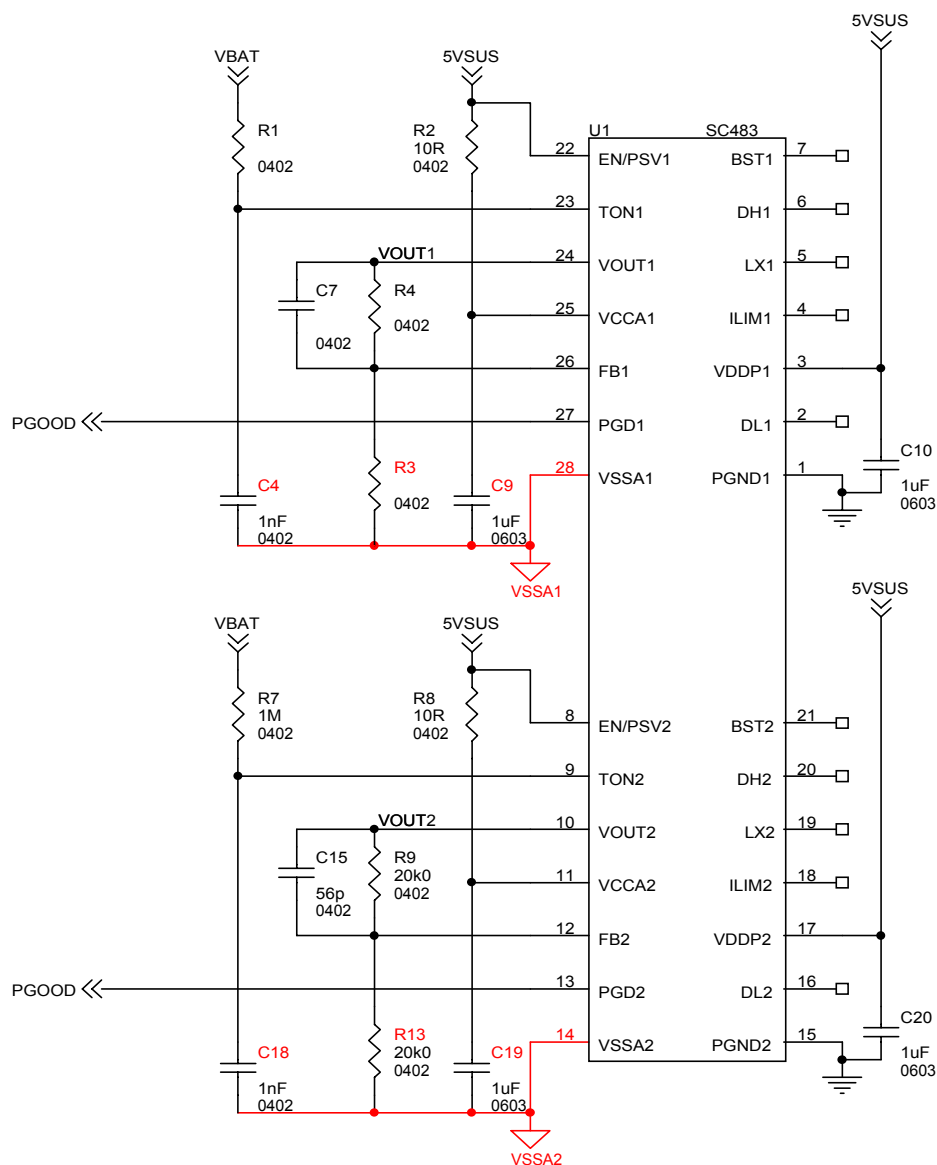 5VSUS
VBAT
5VSUS
R1
0402
R2
10R
0402
U1
SC483
22
EN/PSV1
BST1
7
23
TON1
DH1
6
VOUT1
24
VOUT1
LX1
5
C7
0402
R4
0402
25
VCCA1
ILIM1
4
26
FB1
VDDP1
3
PGOOD
27
PGD1
DL1
2
C10
1uF
0603
C4
1nF
0402
R3
0402
C9
1uF
0603
28
VSSA1
PGND1
1
VSSA1
5VSUS
VBAT
5VSUS
R7
1M
0402
R8
10R
0402
8
EN/PSV2
BST2
21
9
TON2
DH2
20
VOUT2
10
VOUT2
LX2
19
C15
56p
0402
R9
20k0
0402
11
VCCA2
ILIM2
18
12
FB2
VDDP2
17
PGOOD
13
PGD2
DL2
16
C20
1uF
0603
C18
1nF
0402
R13
20k0
0402
C19
1uF
0603
14
VSSA2
PGND2
15
VSSA2